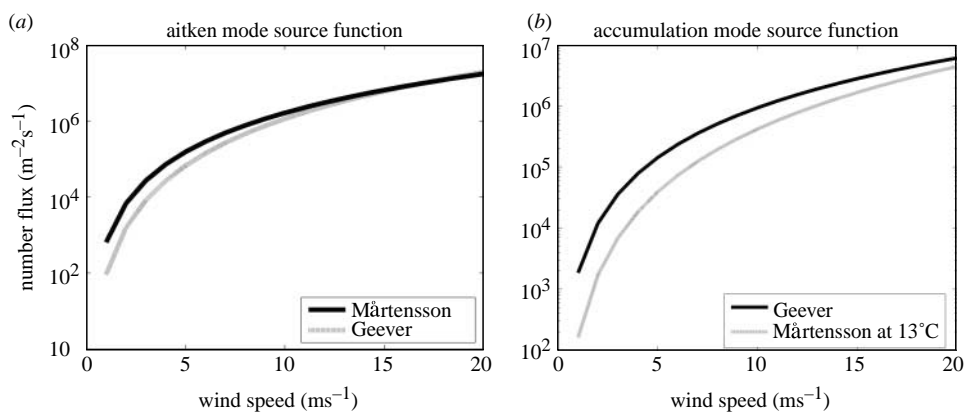 (a)
aitken mode source function
10^8
10^6
10^4
10^2
10
number flux (m^−2s^−1)
0
5
10
15
20
wind speed (ms^−1)
Mårtensson
Geever
(b)
accumulation mode source function
10^7
10^6
10^5
10^4
10^3
10^2
0
5
10
15
20
wind speed (ms^−1)
Geever
Mårtensson at 13°C